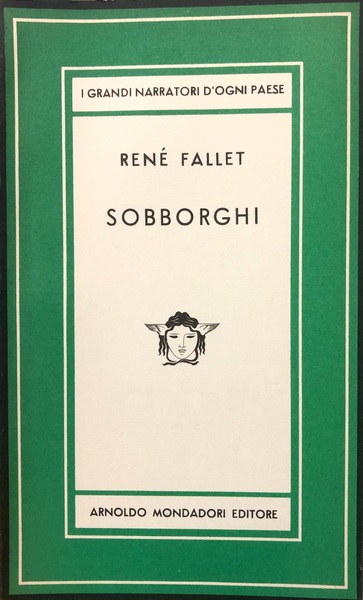 I GRANDI NARRATORI D'OGNI PAESE
RENÉ FALLET
SOBBORGHI
ARNOLDO MONDADORI EDITORE